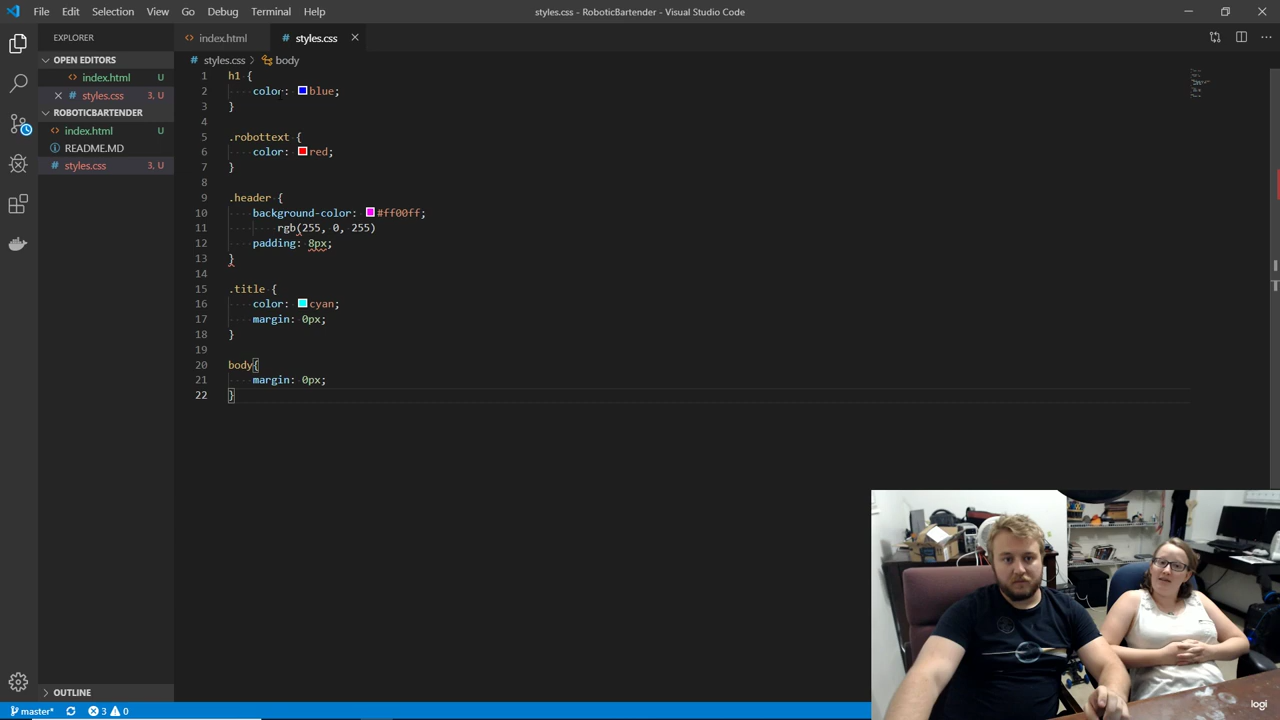 File Edit Selection View Go Debug Terminal Help
styles.css - RoboticBartender - Visual Studio Code
EXPLORER
index.html
styles.css
OPEN EDITORS
index.html U
styles.css 3, U
ROBOTICBARTENDER
index.html U
README.MD
styles.css 3, U
styles.css > body
1 h1 {
2 color: blue;
3 }
4
5 .robottext {
6 color: red;
7 }
8
9 .header {
10 background-color: #ff00ff;
11 rgb(255, 0, 255)
12 padding: 8px;
13 }
14
15 .title {
16 color: cyan;
17 margin: 0px;
18 }
19
20 body{
21 margin: 0px;
22 }
OUTLINE
master* 3 0
logi